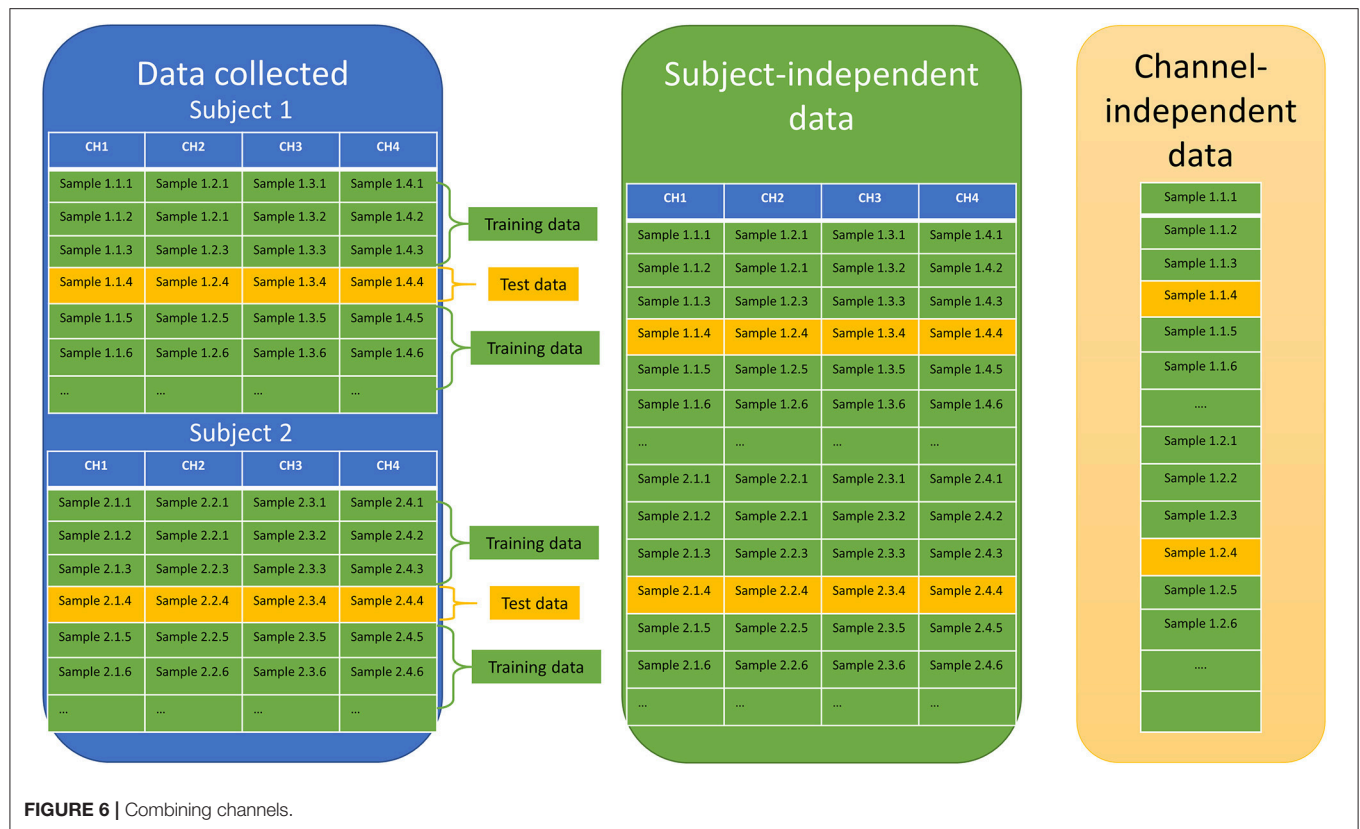 Data collected
Subject 1
CH1 CH2 CH3 CH4
Sample 1.1.1 Sample 1.2.1 Sample 1.3.1 Sample 1.4.1
Sample 1.1.2 Sample 1.2.1 Sample 1.3.2 Sample 1.4.2
Sample 1.1.3 Sample 1.2.3 Sample 1.3.3 Sample 1.4.3
Sample 1.1.4 Sample 1.2.4 Sample 1.3.4 Sample 1.4.4
Sample 1.1.5 Sample 1.2.5 Sample 1.3.5 Sample 1.4.5
Sample 1.1.6 Sample 1.2.6 Sample 1.3.6 Sample 1.4.6
... ... ... ...
Training data
Test data
Training data
Subject 2
CH1 CH2 CH3 CH4
Sample 2.1.1 Sample 2.2.1 Sample 2.3.1 Sample 2.4.1
Sample 2.1.2 Sample 2.2.1 Sample 2.3.2 Sample 2.4.2
Sample 2.1.3 Sample 2.2.3 Sample 2.3.3 Sample 2.4.3
Sample 2.1.4 Sample 2.2.4 Sample 2.3.4 Sample 2.4.4
Sample 2.1.5 Sample 2.2.5 Sample 2.3.5 Sample 2.4.5
Sample 2.1.6 Sample 2.2.6 Sample 2.3.6 Sample 2.4.6
... ... ... ...
Training data
Test data
Training data
Subject-independent
data
CH1 CH2 CH3 CH4
Sample 1.1.1 Sample 1.2.1 Sample 1.3.1 Sample 1.4.1
Sample 1.1.2 Sample 1.2.1 Sample 1.3.2 Sample 1.4.2
Sample 1.1.3 Sample 1.2.3 Sample 1.3.3 Sample 1.4.3
Sample 1.1.4 Sample 1.2.4 Sample 1.3.4 Sample 1.4.4
Sample 1.1.5 Sample 1.2.5 Sample 1.3.5 Sample 1.4.5
Sample 1.1.6 Sample 1.2.6 Sample 1.3.6 Sample 1.4.6
... ... ... ...
Sample 2.1.1 Sample 2.2.1 Sample 2.3.1 Sample 2.4.1
Sample 2.1.2 Sample 2.2.1 Sample 2.3.2 Sample 2.4.2
Sample 2.1.3 Sample 2.2.3 Sample 2.3.3 Sample 2.4.3
Sample 2.1.4 Sample 2.2.4 Sample 2.3.4 Sample 2.4.4
Sample 2.1.5 Sample 2.2.5 Sample 2.3.5 Sample 2.4.5
Sample 2.1.6 Sample 2.2.6 Sample 2.3.6 Sample 2.4.6
... ... ... ...
Channel-
independent
data
Sample 1.1.1
Sample 1.1.2
Sample 1.1.3
Sample 1.1.4
Sample 1.1.5
Sample 1.1.6
....
Sample 1.2.1
Sample 1.2.2
Sample 1.2.3
Sample 1.2.4
Sample 1.2.5
Sample 1.2.6
....
FIGURE 6 | Combining channels.